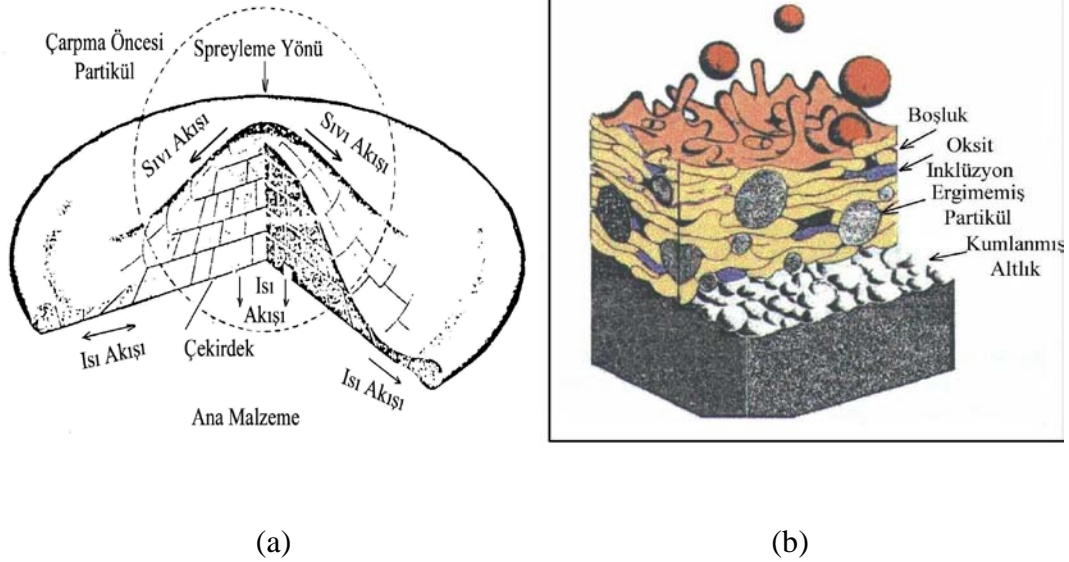 Çarpma Öncesi
Partikül
Spreyleme Yönü
Sıvı Akışı
Sıvı Akışı
Isı
Akışı
Isı Akışı
Çekirdek
Isı Akışı
Ana Malzeme
(a)
Boşluk
Oksit
Inklüzyon
Ergimemiş
Partikül
Kumlanmış
Altlık
(b)